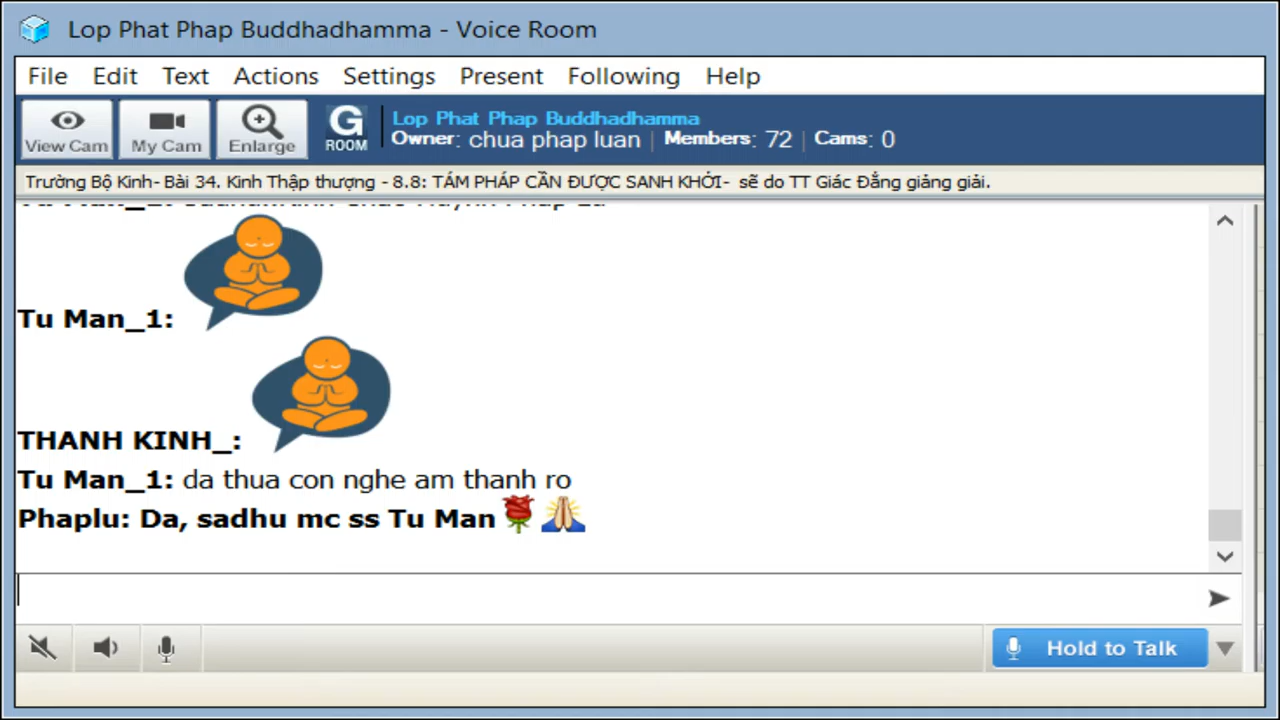 Lop Phat Phap Buddhadhamma - Voice Room
File Edit Text Actions Settings Present Following Help
View Cam My Cam Enlarge G ROOM
Lop Phat Phap Buddhadhamma
Owner: chua phap luan | Members: 72 | Cams: 0
Trường Bộ Kinh- Bài 34. Kinh Thập thượng - 8.8: TÁM PHÁP CẦN ĐƯỢC SANH KHỞI- sẽ do TT Giác Đẳng giảng giải.
Tu Man_1:
THANH KINH_:
Tu Man_1: da thua con nghe am thanh ro
Phaplu: Da, sadhu mc ss Tu Man
Hold to Talk